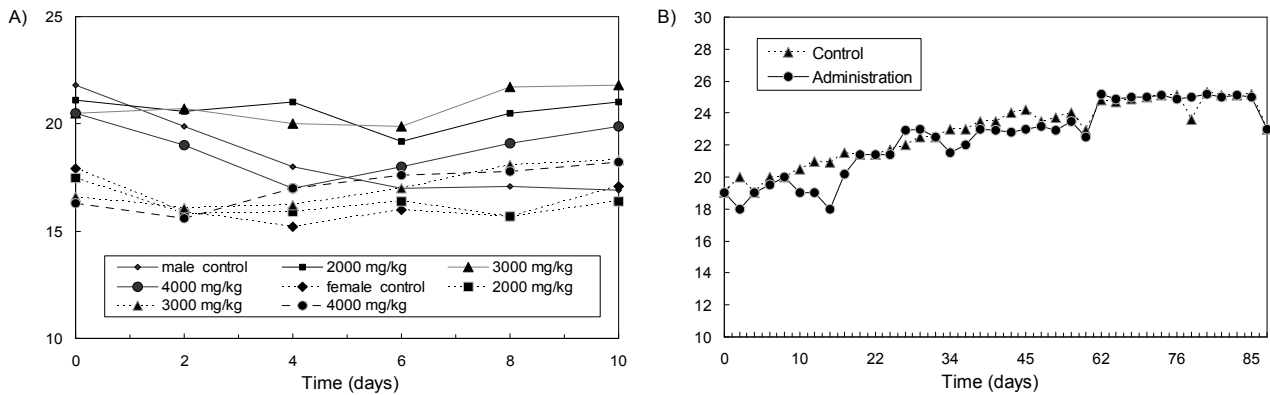 A)
25
20
15
10
male control
2000 mg/kg
3000 mg/kg
4000 mg/kg
female control
2000 mg/kg
3000 mg/kg
4000 mg/kg
0 2 4 6 8 10
Time (days)
B)
30
28
26
24
22
20
18
16
14
12
10
Control
Administration
0 10 22 34 45 62 76 85
Time (days)